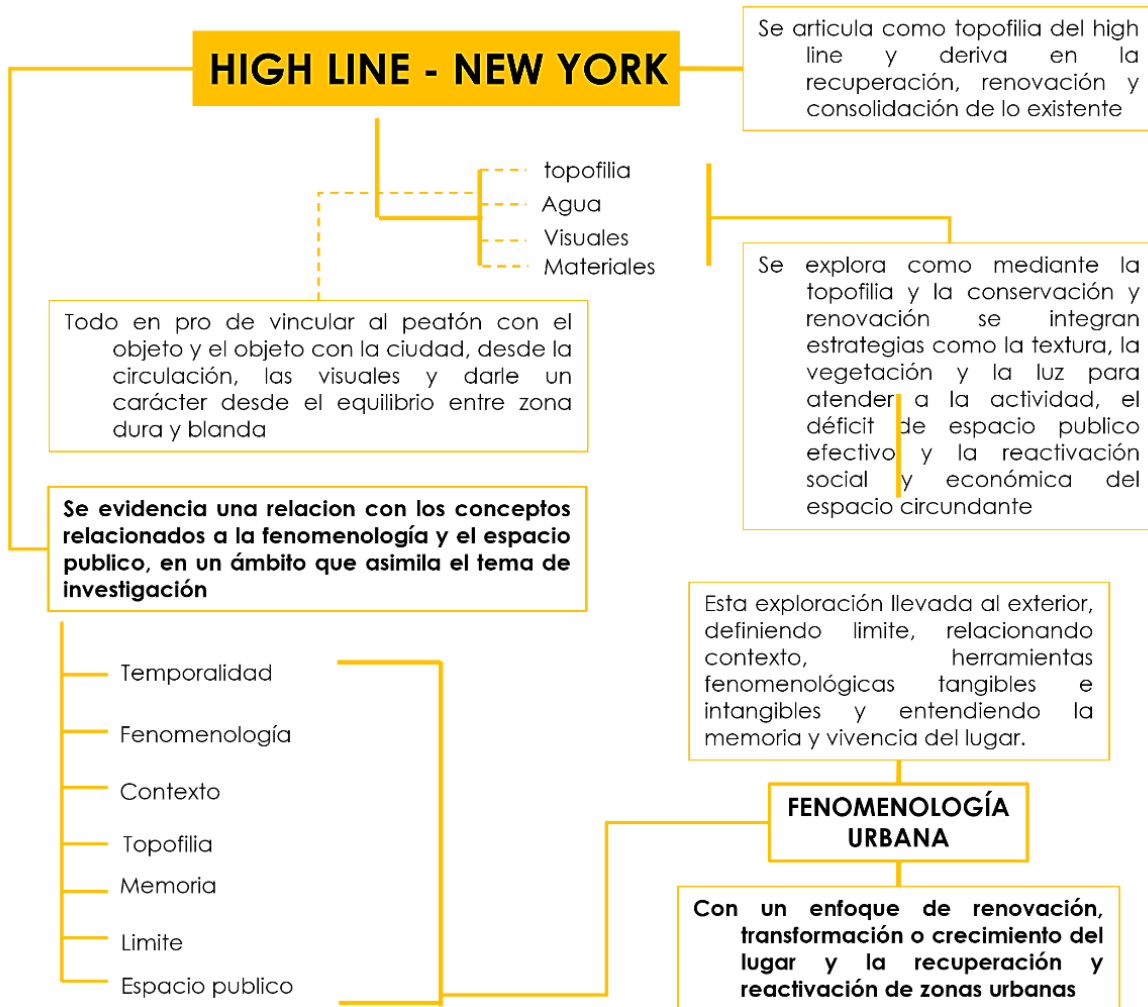 HIGH LINE - NEW YORK
Se articula como topofilia del high
line y deriva en la
recuperación, renovación y
consolidación de lo existente
topofilia
Agua
Visuales
Materiales
Todo en pro de vincular al peatón con el
objeto y el objeto con la ciudad, desde la
circulación, las visuales y darle un
carácter desde el equilibrio entre zona
dura y blanda
Se explora como mediante la
topofilia y la conservación y
renovación se integran
estrategias como la textura, la
vegetación y la luz para
atender a la actividad, el
déficit de espacio publico
efectivo y la reactivación
social y económica del
espacio circundante
Se evidencia una relacion con los conceptos
relacionados a la fenomenología y el espacio
publico, en un ámbito que asimila el tema de
investigación
Temporalidad
Fenomenología
Contexto
Topofilia
Memoria
Limite
Espacio publico
Esta exploración llevada al exterior,
definiendo limite, relacionando
contexto, herramientas
fenomenológicas tangibles e
intangibles y entendiendo la
memoria y vivencia del lugar.
FENOMENOLOGÍA
URBANA
Con un enfoque de renovación,
transformación o crecimiento del
lugar y la recuperación y
reactivación de zonas urbanas